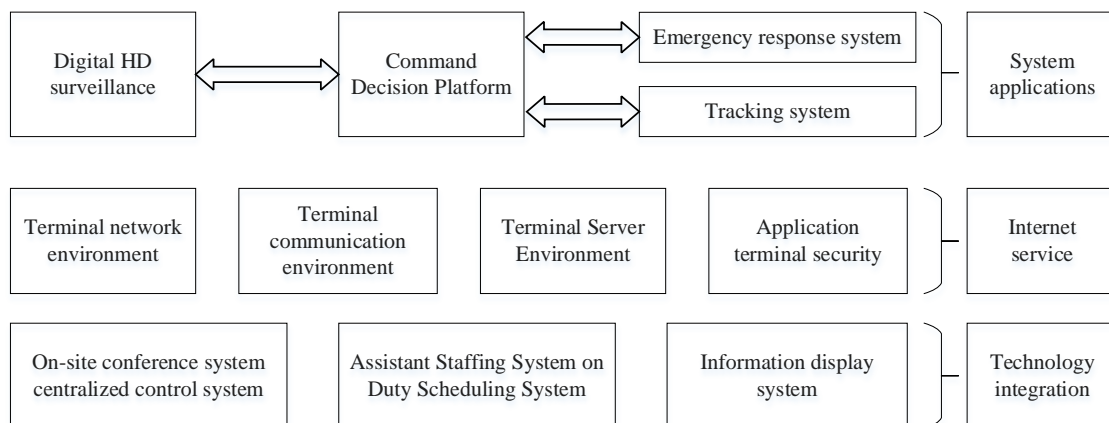 Digital HD
surveillance
Command
Decision Platform
Emergency response system
Tracking system
System
applications
Terminal network
environment
Terminal
communication
environment
Terminal Server
Environment
Application
terminal security
Internet
service
On-site conference system
centralized control system
Assistant Staffing System on
Duty Scheduling System
Information display
system
Technology
integration